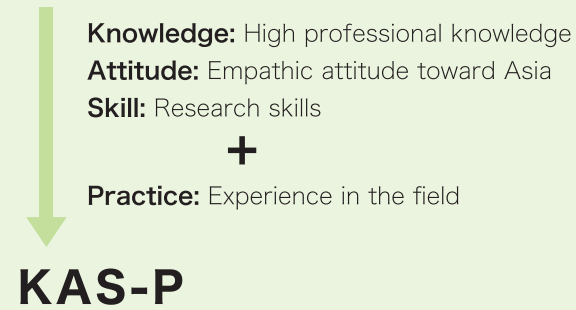 Knowledge: High professional knowledge
Attitude: Empathic attitude toward Asia
Skill: Research skills
+
Practice: Experience in the field
KAS-P